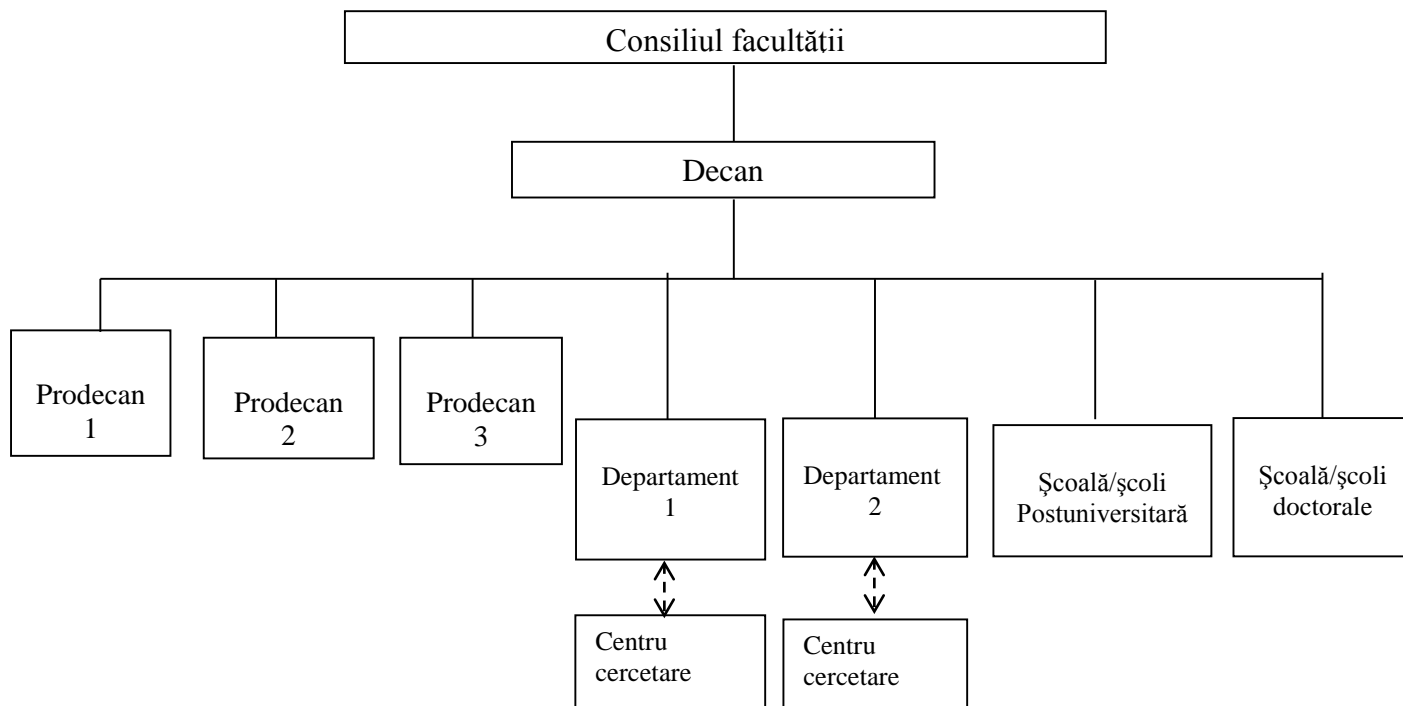 Consiliul facultății
Decan
Prodecan
1
Prodecan
2
Prodecan
3
Departament
1
Departament
2
Şcoală/şcoli
Postuniversitară
Şcoală/şcoli
doctorale
Centru
cercetare
Centru
cercetare